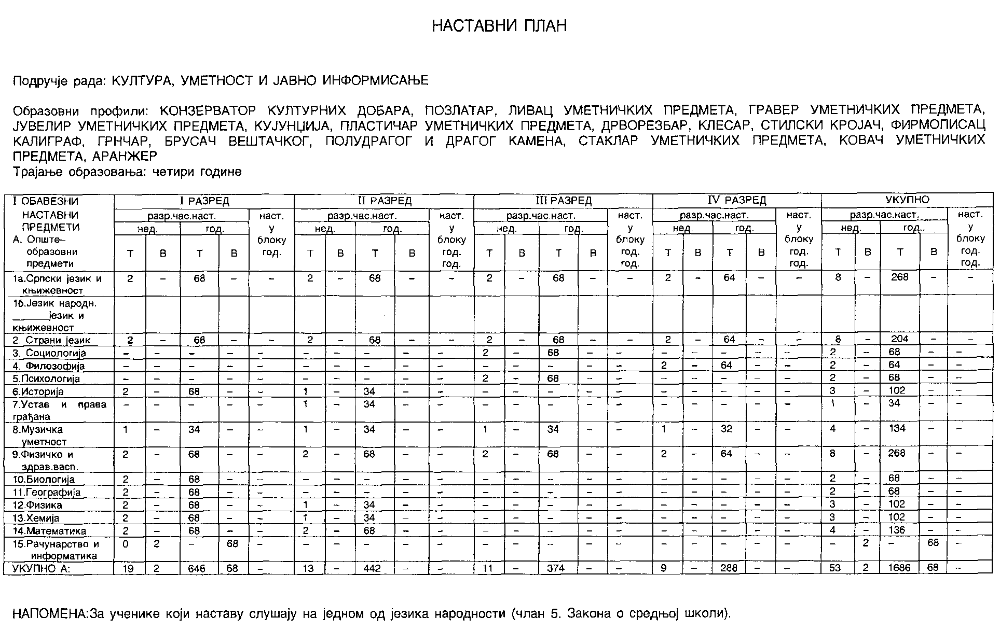 НАСТАВНИ ПЛАН
Подручје рада: КУЛТУРА, УМЕТНОСТ И ЈАВНО ИНФОРМИСАЊЕ
Образовни профили: КОНЗЕРВАТОР КУЛТУРНИХ ДОБАРА, ПОЗЛАТАР, ЛИВАЦ УМЕТНИЧКИХ ПРЕДМЕТА, ГРАВЕР УМЕТНИЧКИХ ПРЕДМЕТА,
ЈУВЕЛИР УМЕТНИЧКИХ ПРЕДМЕТА, КУЈУНЏИЈА, ПЛАСТИЧАР УМЕТНИЧКИХ ПРЕДМЕТА, ДРВОРЕЗБАР, КЛЕСАР, СТИЛСКИ КРОЈАЧ, ФИРМОПИСАЦ
КАЛИГРАФ, ГРНЧАР, БРУСАЧ ВЕШТАЧКОГ, ПОЛУДРАГОГ И ДРАГОГ КАМЕНА, СТАКЛАР УМЕТНИЧКИХ ПРЕДМЕТА, КОВАЧ УМЕТНИЧКИХ
ПРЕДМЕТА, АРАНЖЕР
Трајање образовања: четири године
I ОБАВЕЗНИ I РАЗРЕД II РАЗРЕД III РАЗРЕД IV РАЗРЕД УКУПНО
НАСТАВНИ разр.час.наст. наст. разр.час.наст. наст. разр.час.наст. наст. разр.час.наст. наст. разр.час.наст. наст.
ПРЕДМЕТИ нед. год. у нед. год. у нед. год. у нед. год. у нед. год.. у
А. Опште– блоку блоку блоку блоку блоку
образовни Т В Т В год. Т В Т В год. Т В Т В год. Т В Т В год. Т В Т В год.
предмети год. год. год. год.
1а.Српски језик и 2 – 68 – – 2 – 68 – – 2 – 68 – – 2 – 64 – – 8 – 268 – –
књижевност
1б.Језик народн.
______језик и
књижевност
2. Страни језик 2 – 68 – – 2 – 68 – – 2 – 68 – – 2 – 64 – – 8 – 204 – –
3. Социологија – – – – – – – – – – 2 – 68 – – – – – – – 2 – 68 – –
4. Филозофија – – – – – – – – – – – – – – – 2 – 64 – – 2 – 64 – –
5.Психологија – – – – – – – – – – 2 – 68 – – – – – – – 2 – 68 – –
6.Историја 2 – 68 – – 1 – 34 – – – – – – – – – – – – 3 – 102 – –
7.Устав и права – – – – – 1 – 34 – – – – – – – – – – – – 1 – 34 – –
грађана
8.Музичка 1 – 34 – – 1 – 34 – – 1 – 34 – – 1 – 32 – – 4 – 134 – –
уметност
9.Физичко и 2 – 68 – – 2 – 68 – – 2 – 68 – – 2 – 64 – – 8 – 268 – –
здрав.васп.
10.Биологија 2 – 68 – – – – – – – – – – – – – – – – – 2 – 68 – –
11.Географија 2 – 68 – – – – – – – – – – – – – – – – – 2 – 68 – –
12.Физика 2 – 68 – – 1 – 34 – – – – – – – – – – – – 3 – 102 – –
13.Хемија 2 – 68 – – 1 – 34 – – – – – – – – – – – – 3 – 102 – –
14.Математика 2 – 68 – – 2 – 68 – – – – – – – – – – – – 4 – 136 – –
15.Рачунарство и 0 2 – 68 – – – – – – – – – – – – – – – – – 2 – 68 –
информатика
УКУПНО А: 19 2 646 68 – 13 – 442 – – 11 – 374 – – 9 – 288 – – 53 2 1686 68 –
НАПОМЕНА:За ученике који наставу слушају на једном од језика народности (члан 5. Закона о средњој школи).